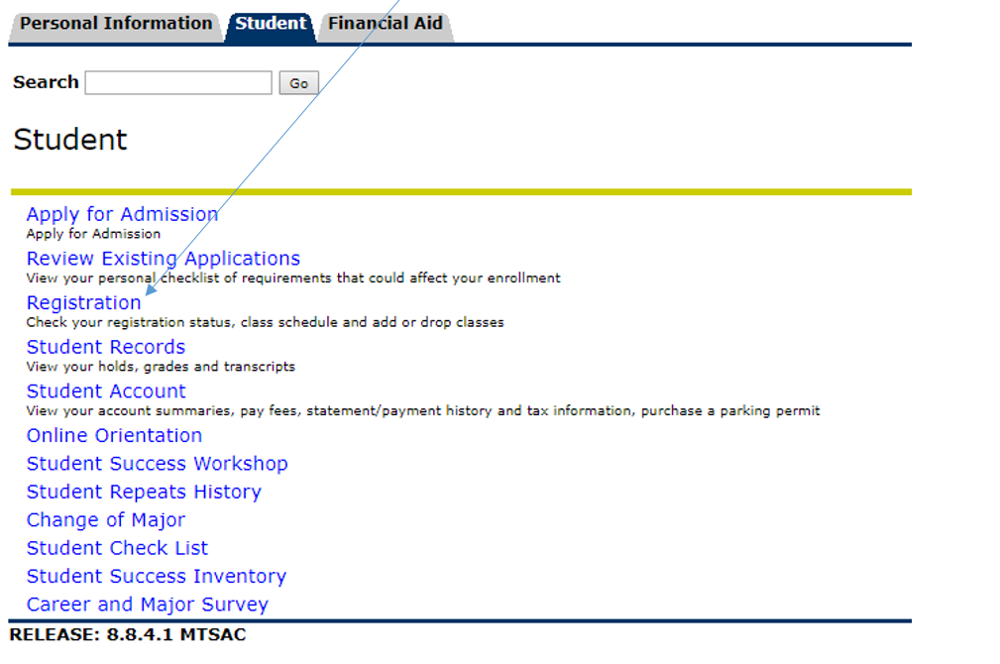 Personal Information Student Financial Aid
Search Go
Student
Apply for Admission
Apply for Admission
Review Existing Applications
View your personal checklist of requirements that could affect your enrollment
Registration
Check your registration status, class schedule and add or drop classes
Student Records
View your holds, grades and transcripts
Student Account
View your account summaries, pay fees, statement/payment history and tax information, purchase a parking permit
Online Orientation
Student Success Workshop
Student Repeats History
Change of Major
Student Check List
Student Success Inventory
Career and Major Survey
RELEASE: 8.8.4.1 MTSAC